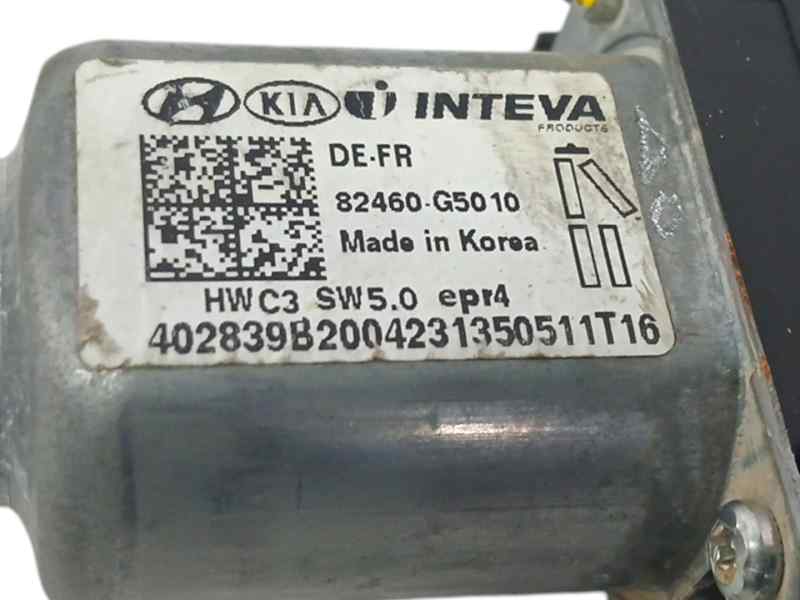 KIA INTEVA
PRODUCTS
DE-FR
82460-G5010
Made in Korea
HW C3 SW5.0 epr4
402839B2004231350511T16